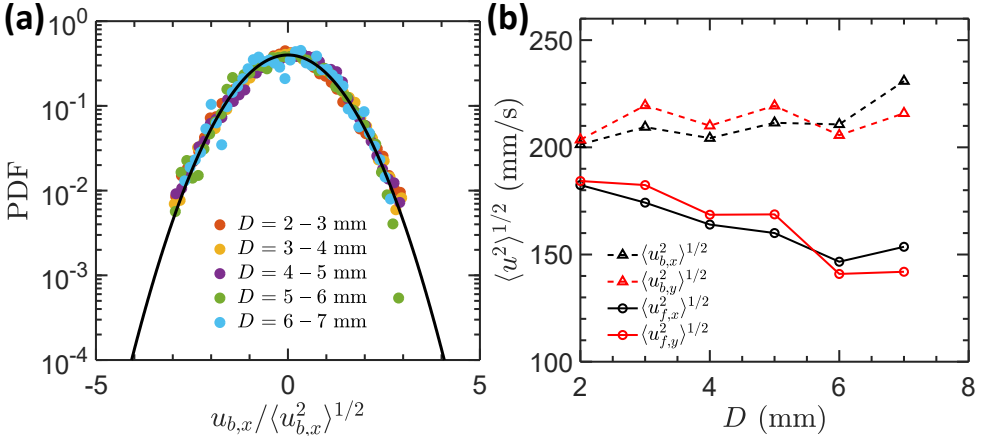 (a)
10^0
10^-1
10^-2
10^-3
10^-4
PDF
D = 2 – 3 mm
D = 3 – 4 mm
D = 4 – 5 mm
D = 5 – 6 mm
D = 6 – 7 mm
-5
0
5
u_{b,x}/⟨u_{b,x}^2⟩^{1/2}
(b)
250
200
150
100
⟨u^2⟩^{1/2} (mm/s)
⟨u_{b,x}^2⟩^{1/2}
⟨u_{b,y}^2⟩^{1/2}
⟨u_{f,x}^2⟩^{1/2}
⟨u_{f,y}^2⟩^{1/2}
2
4
6
8
D (mm)